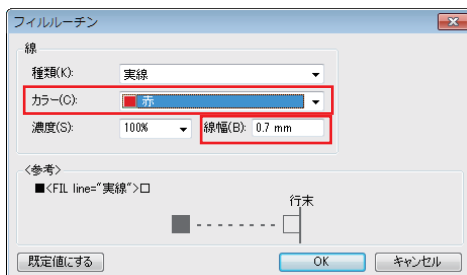 フィルルーチン
線
種類(K): 実線
カラー(C): 赤
濃度(S): 100% 線幅(B): 0.7 mm
<参考>
■<FIL line="実線">□
行末
既定値にする OK キャンセル